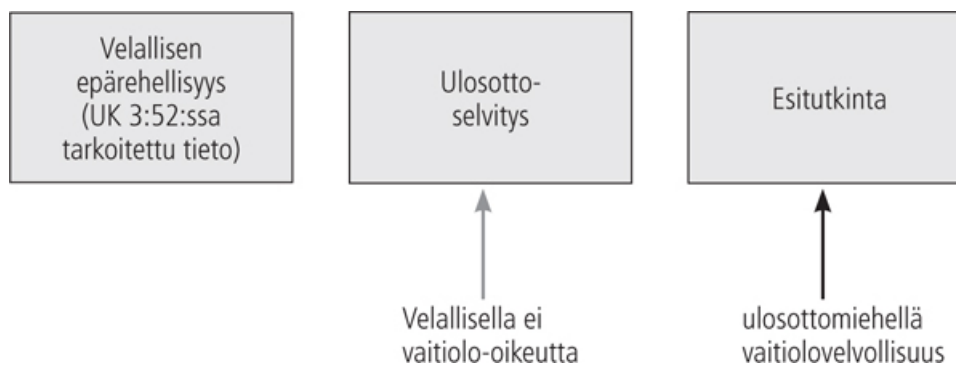 Velallisen
epärehellisyys
(UK 3:52:ssa
tarkoitettu tieto)
Ulosotto-
selvitys
Esitutkinta
Velallisella ei
vaitiolo-oikeutta
ulosottomiehellä
vaitiolovelvollisuus